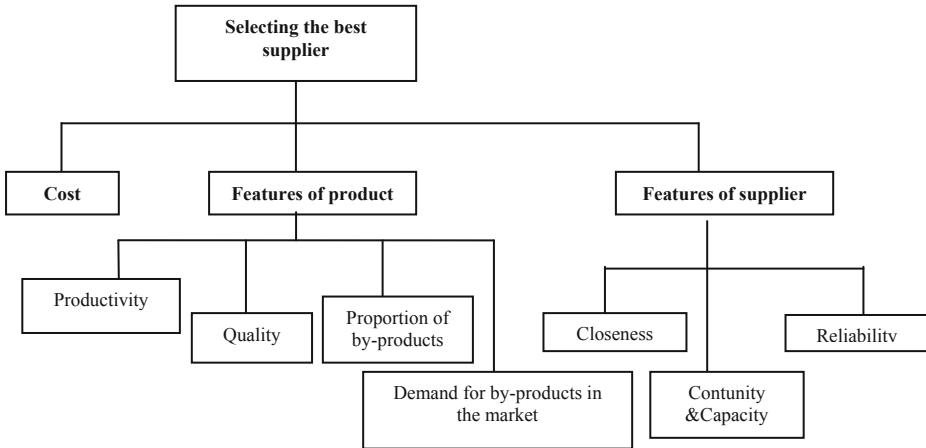 Selecting the best
supplier
Cost
Features of product
Features of supplier
Productivity
Quality
Proportion of
by-products
Demand for by-products in
the market
Closeness
Contunity
&Capacity
Reliability